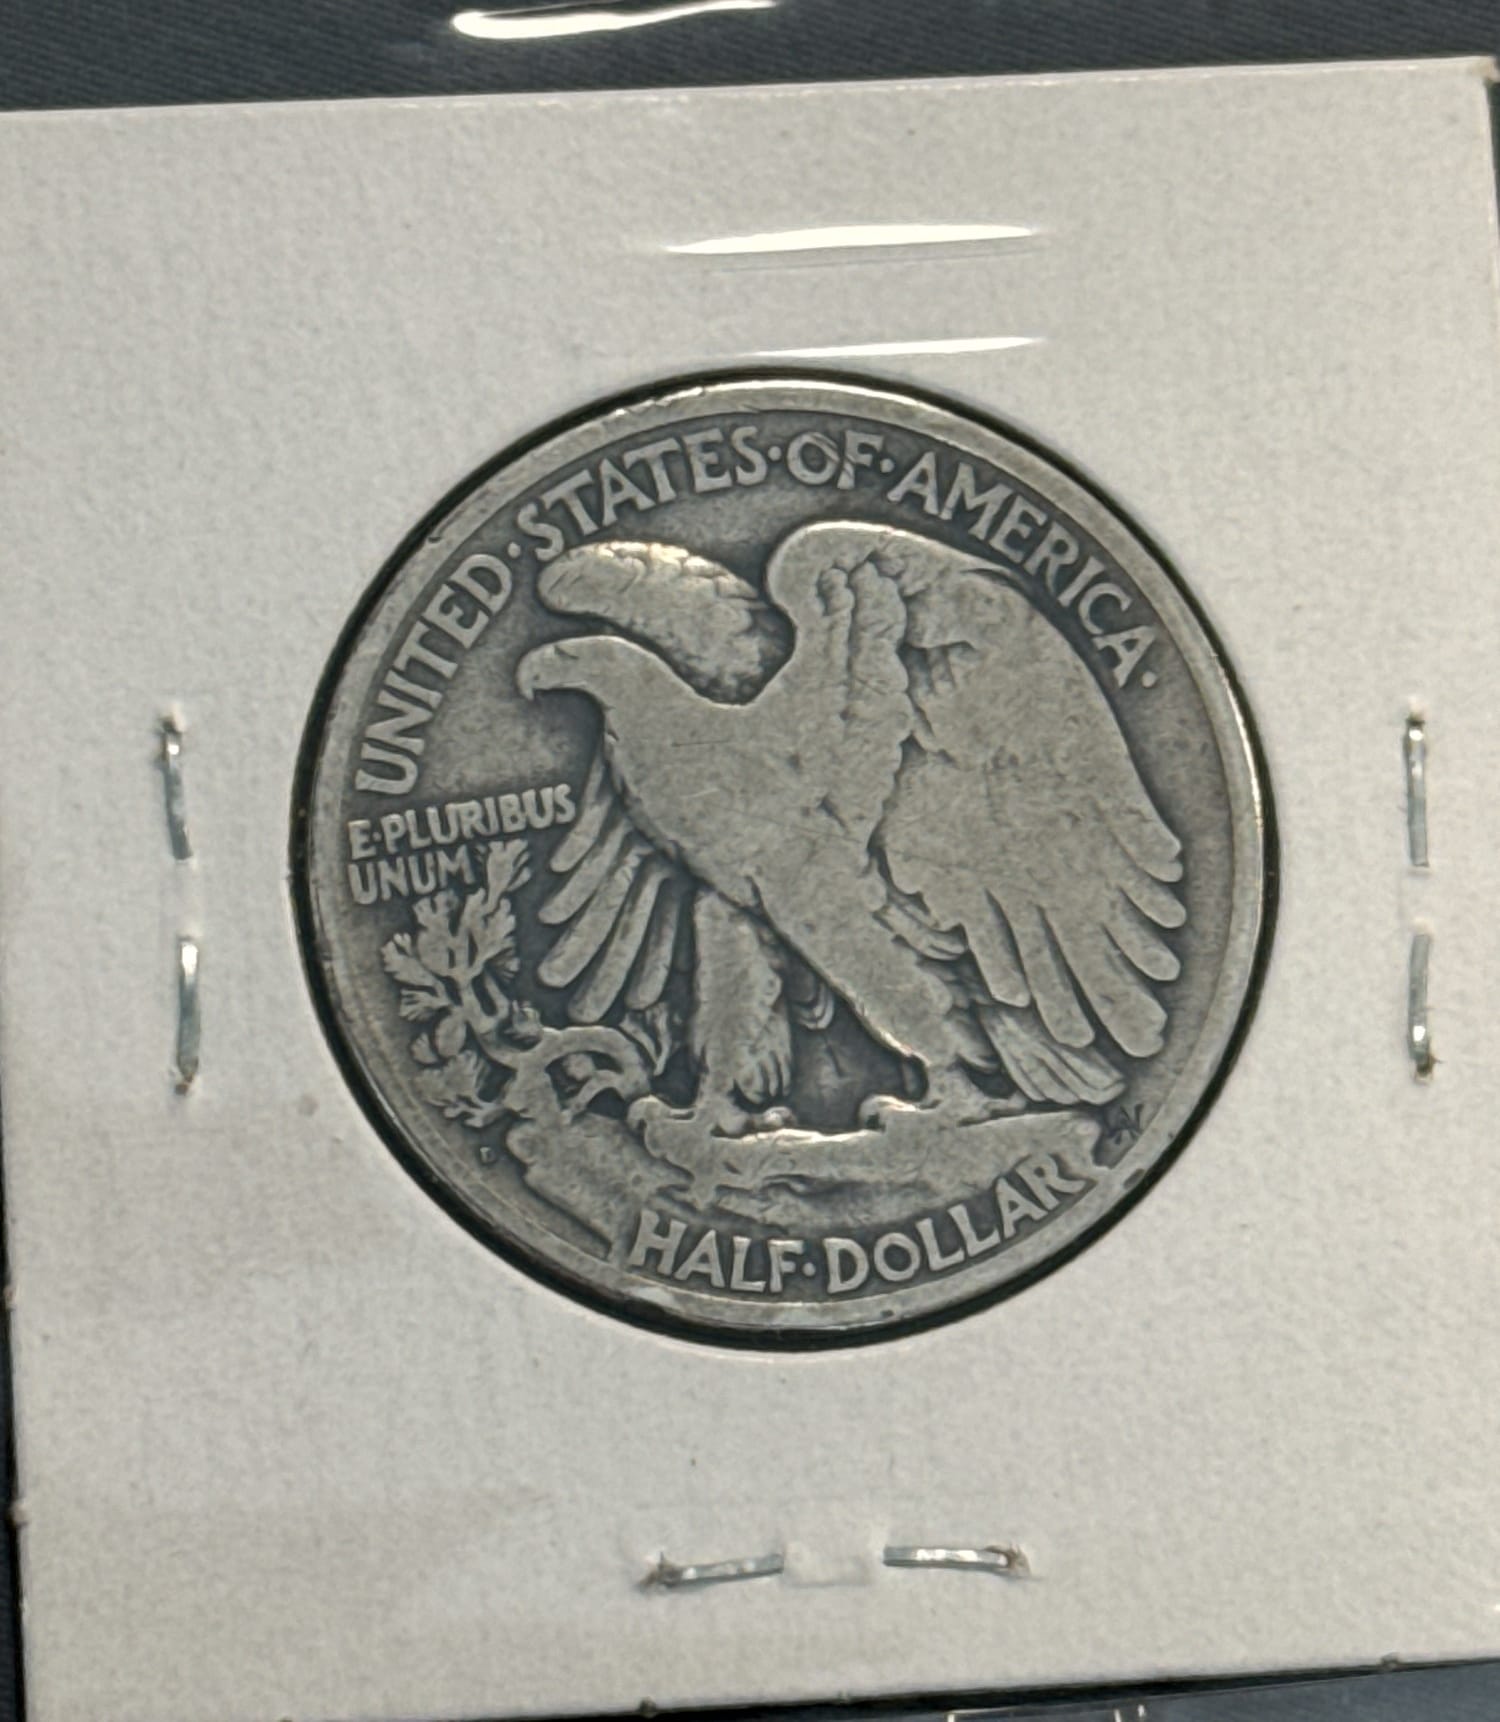 UNITED·STATES·OF·AMERICA·
E·PLURIBUS
UNUM
D
HALF·DOLLAR